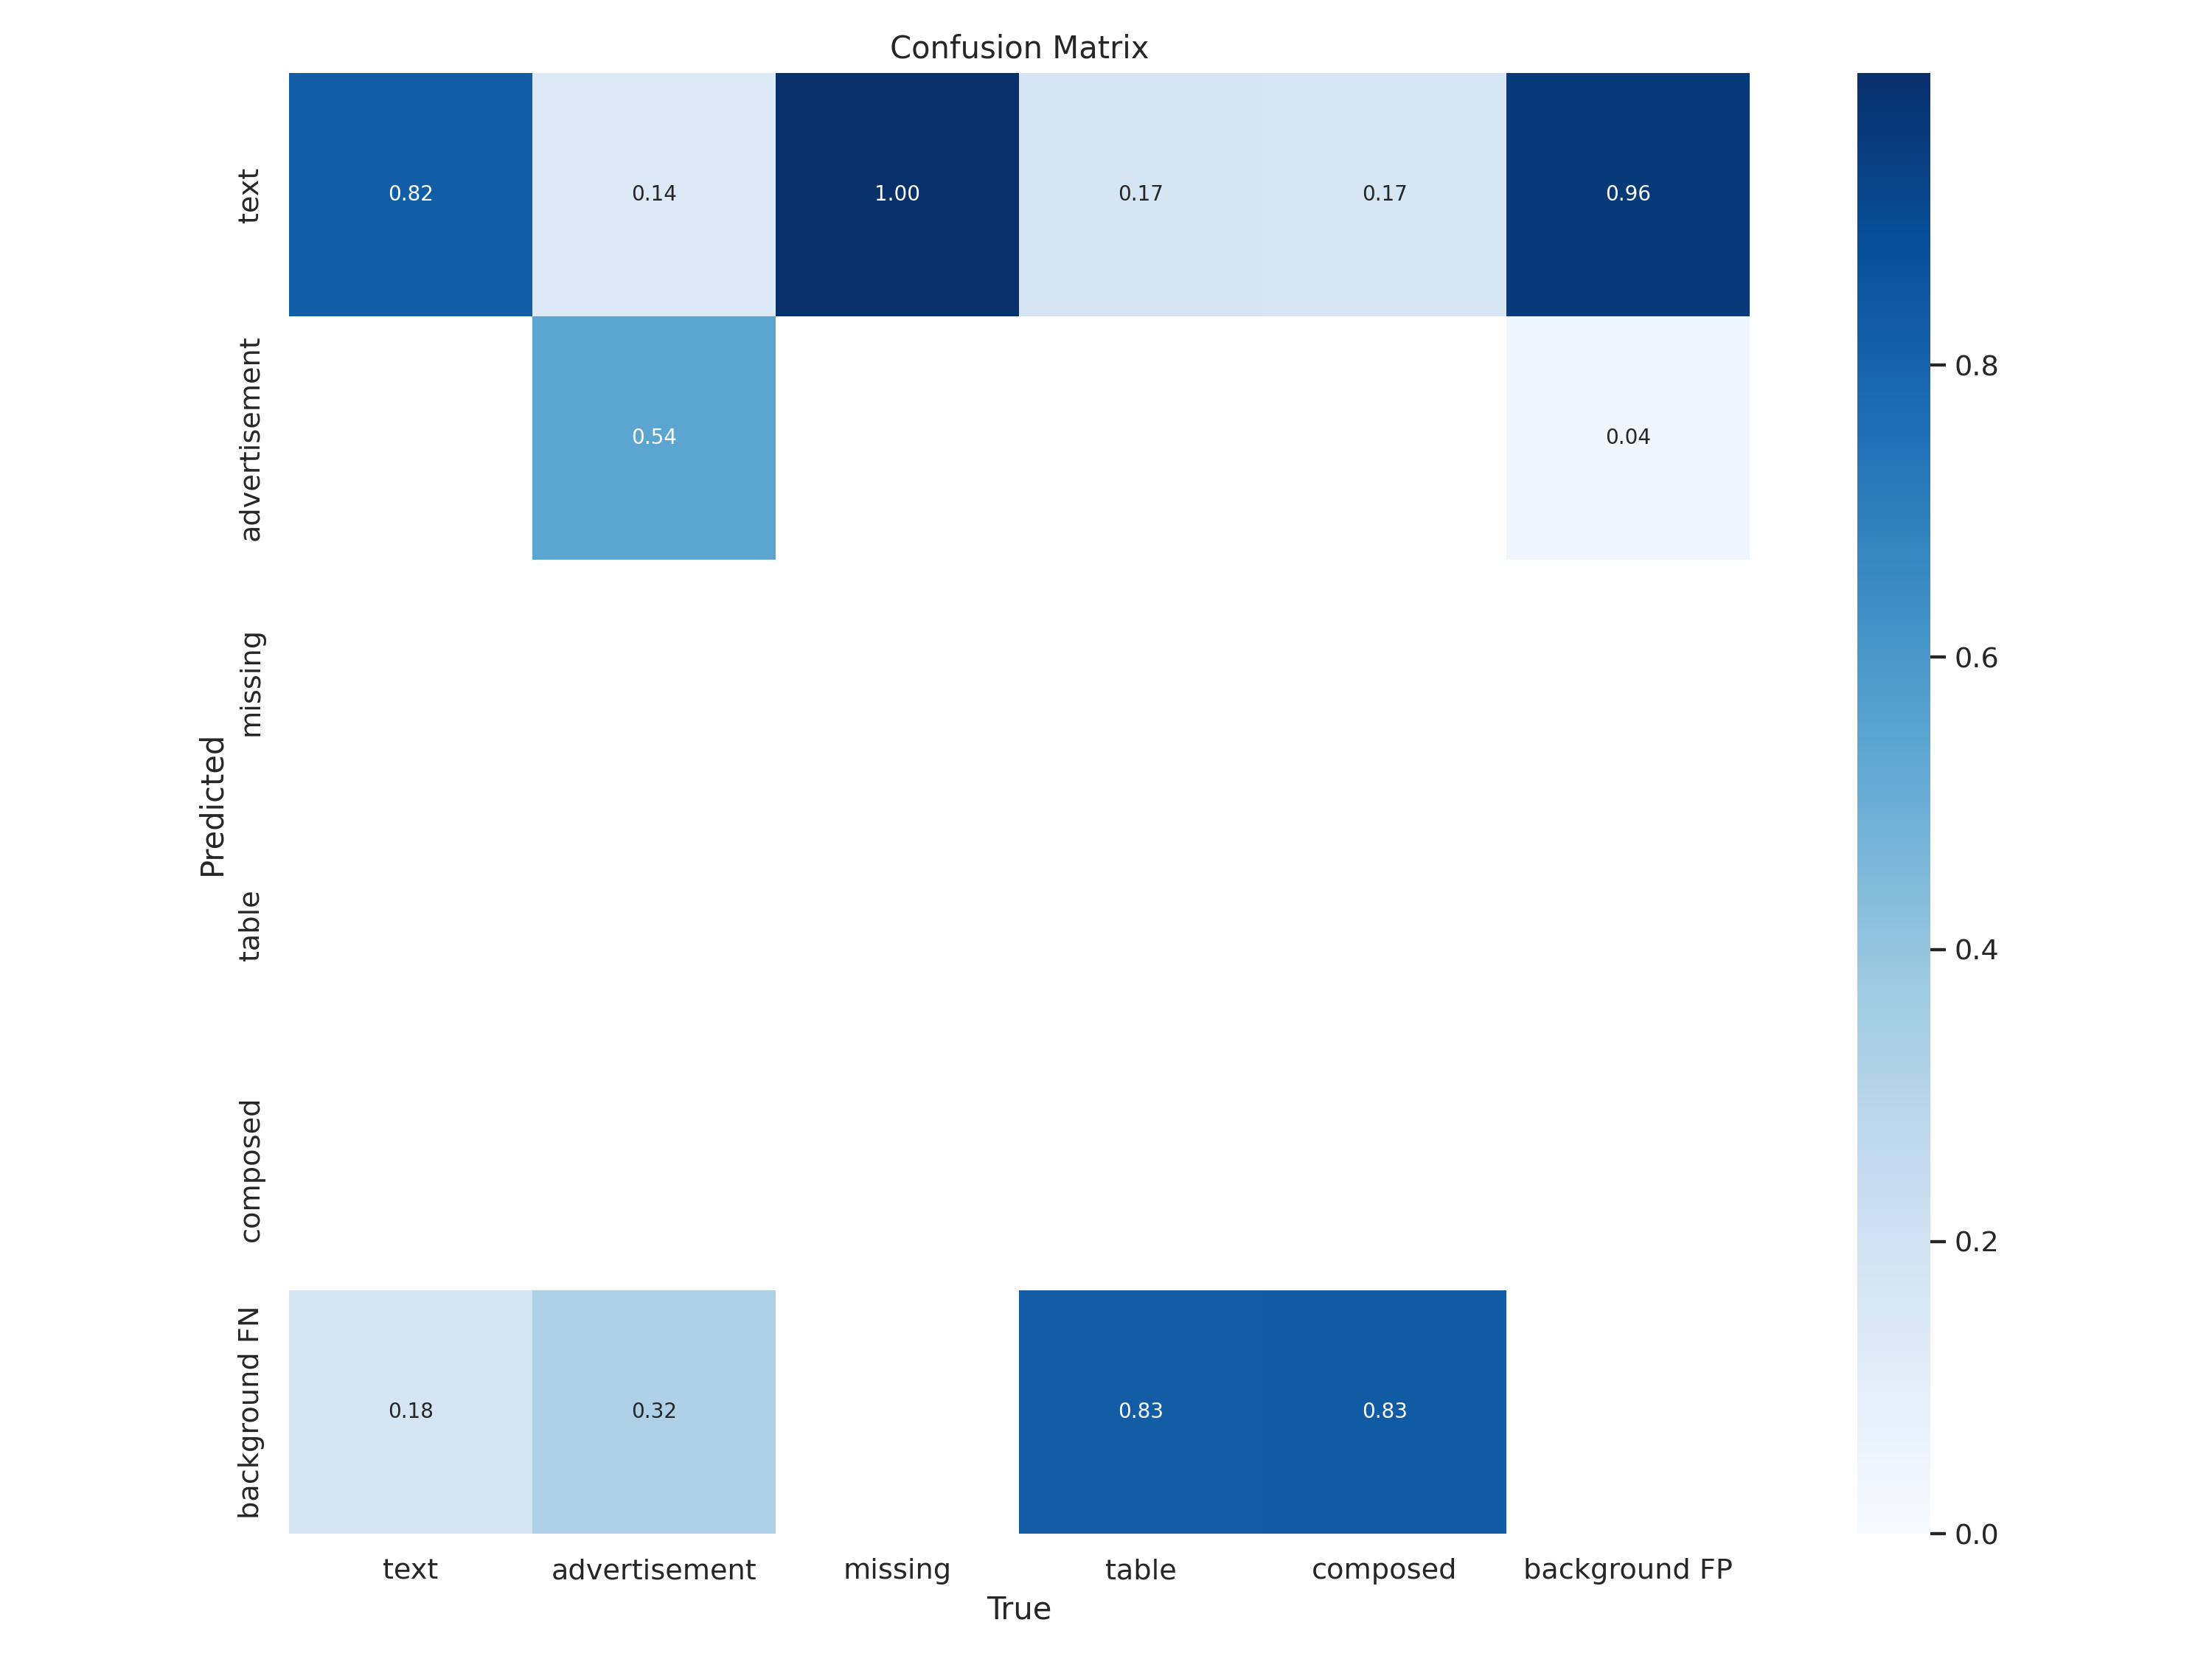 Confusion Matrix
text
0.82
0.14
1.00
0.17
0.17
0.96
advertisement
0.54
0.04
missing
table
composed
background FN
0.18
0.32
0.83
0.83
Predicted
text
advertisement
missing
table
composed
background FP
True
0.8
0.6
0.4
0.2
0.0